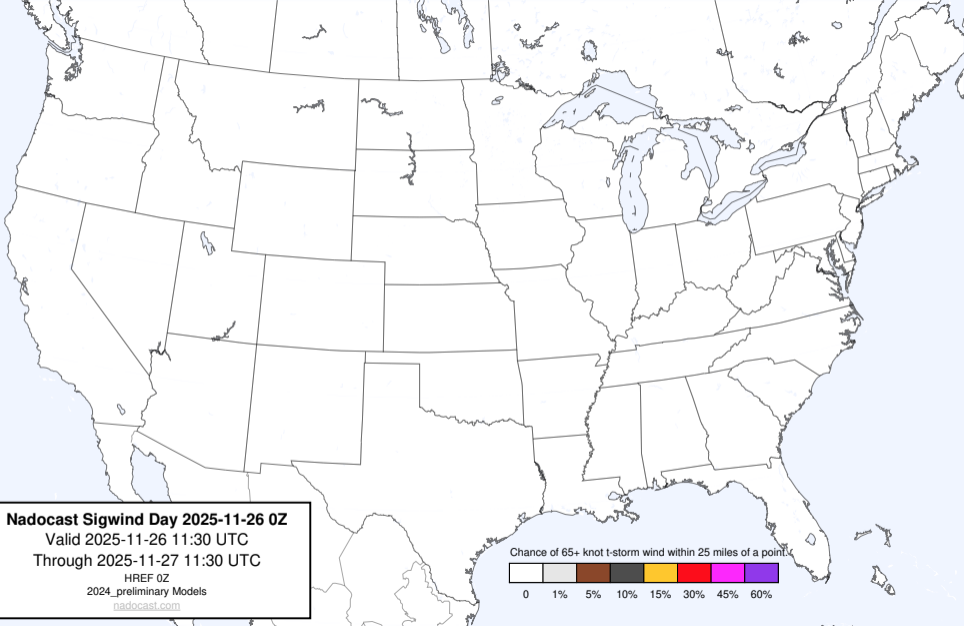 Nadocast Sigwind Day 2025-11-26 0Z
Valid 2025-11-26 11:30 UTC
Through 2025-11-27 11:30 UTC
HREF 0Z
2024_preliminary Models
nadocast.com
Chance of 65+ knot t-storm wind within 25 miles of a point.
0 1% 5% 10% 15% 30% 45% 60%